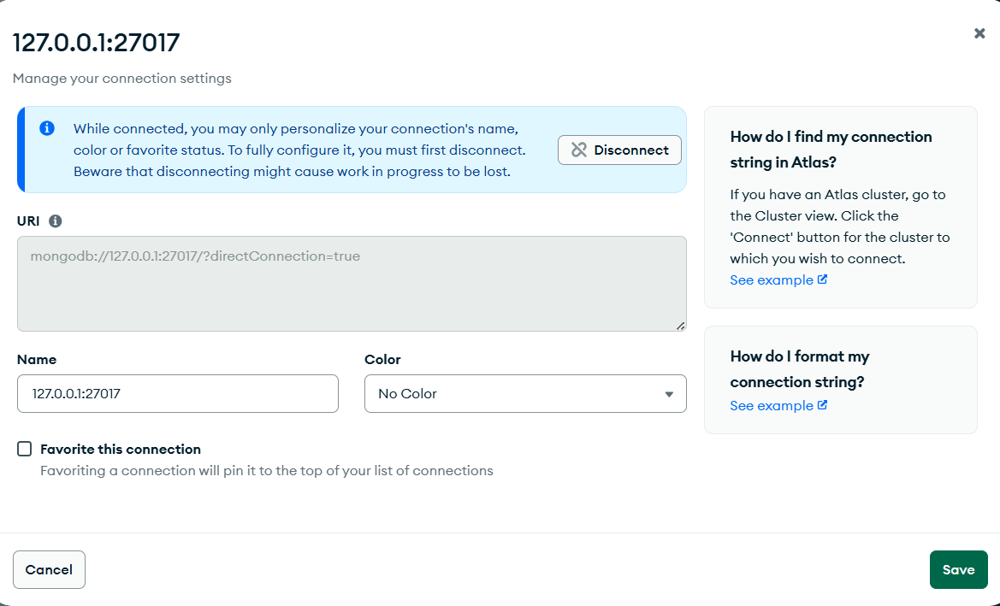 127.0.0.1:27017
Manage your connection settings
While connected, you may only personalize your connection's name,
color or favorite status. To fully configure it, you must first disconnect.
Beware that disconnecting might cause work in progress to be lost.
Disconnect
URI
mongodb://127.0.0.1:27017/?directConnection=true
Name
127.0.0.1:27017
Color
No Color
Favorite this connection
Favoriting a connection will pin it to the top of your list of connections
How do I find my connection
string in Atlas?
If you have an Atlas cluster, go to
the Cluster view. Click the
'Connect' button for the cluster to
which you wish to connect.
See example
How do I format my
connection string?
See example
Cancel
Save